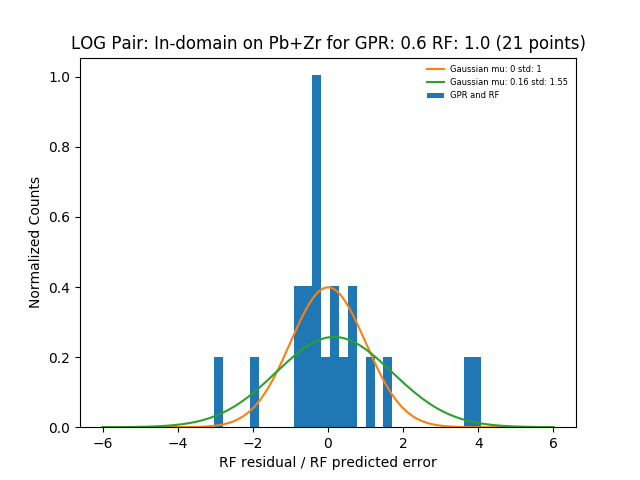 LOG Pair: In-domain on Pb+Zr for GPR: 0.6 RF: 1.0 (21 points)
Gaussian mu: 0 std: 1
Gaussian mu: 0.16 std: 1.55
GPR and RF
Normalized Counts
1.0
0.8
0.6
0.4
0.2
0.0
−6 −4 −2 0 2 4 6
RF residual / RF predicted error